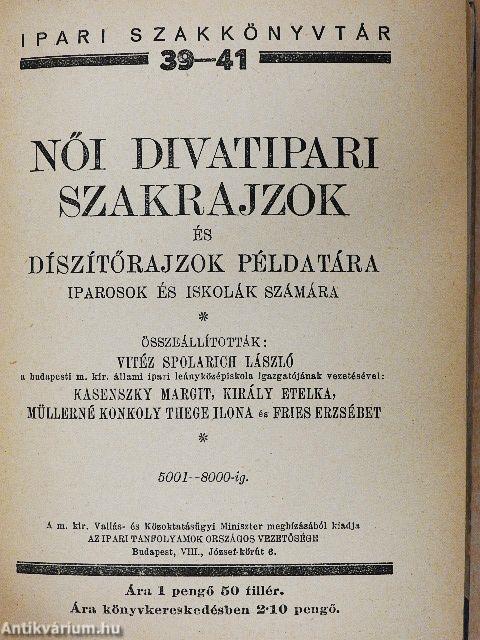 IPARI SZAKKÖNYVTÁR
39—41
NŐI DIVATIPARI
SZAKRAJZOK
ÉS
DÍSZÍTŐRAJZOK PÉLDATÁRA
IPAROSOK ÉS ISKOLÁK SZÁMÁRA
*
ÖSSZEÁLLÍTOTTÁK:
VITÉZ SPOLARICH LÁSZLÓ
a budapesti m. kir. állami ipari leányközépiskola igazgatójának vezetésével:
KASENSZKY MARGIT, KIRÁLY ETELKA,
MÜLLERNÉ KONKOLY THEGE ILONA és FRIES ERZSÉBET
*
5001--8000-ig.
A m. kir. Vallás- és Közoktatásügyi Miniszter megbízásából kiadja
AZ IPARI TANFOLYAMOK ORSZÁGOS VEZETŐSÉGE
Budapest, VIII., József-körút 6.
Ára 1 pengő 50 fillér.
Ára könyvkereskedésben 2·10 pengő.
Antikvárium.hu